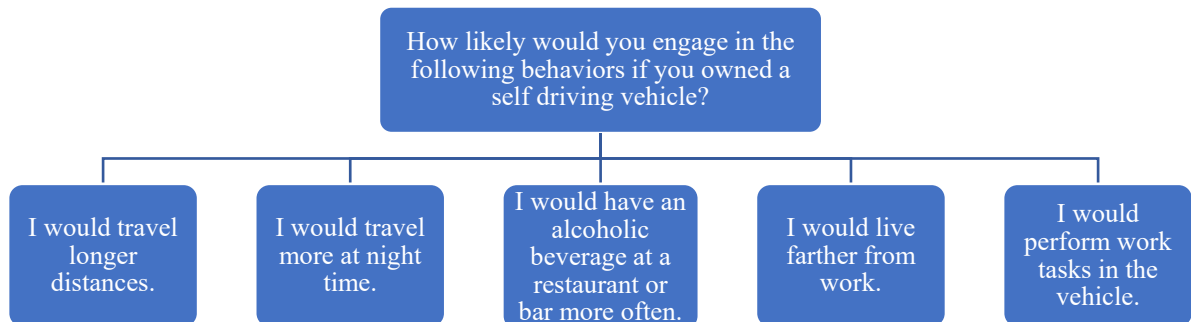 How likely would you engage in the
following behaviors if you owned a
self driving vehicle?
I would travel
longer
distances.
I would travel
more at night
time.
I would have an
alcoholic
beverage at a
restaurant or
bar more often.
I would live
farther from
work.
I would
perform work
tasks in the
vehicle.